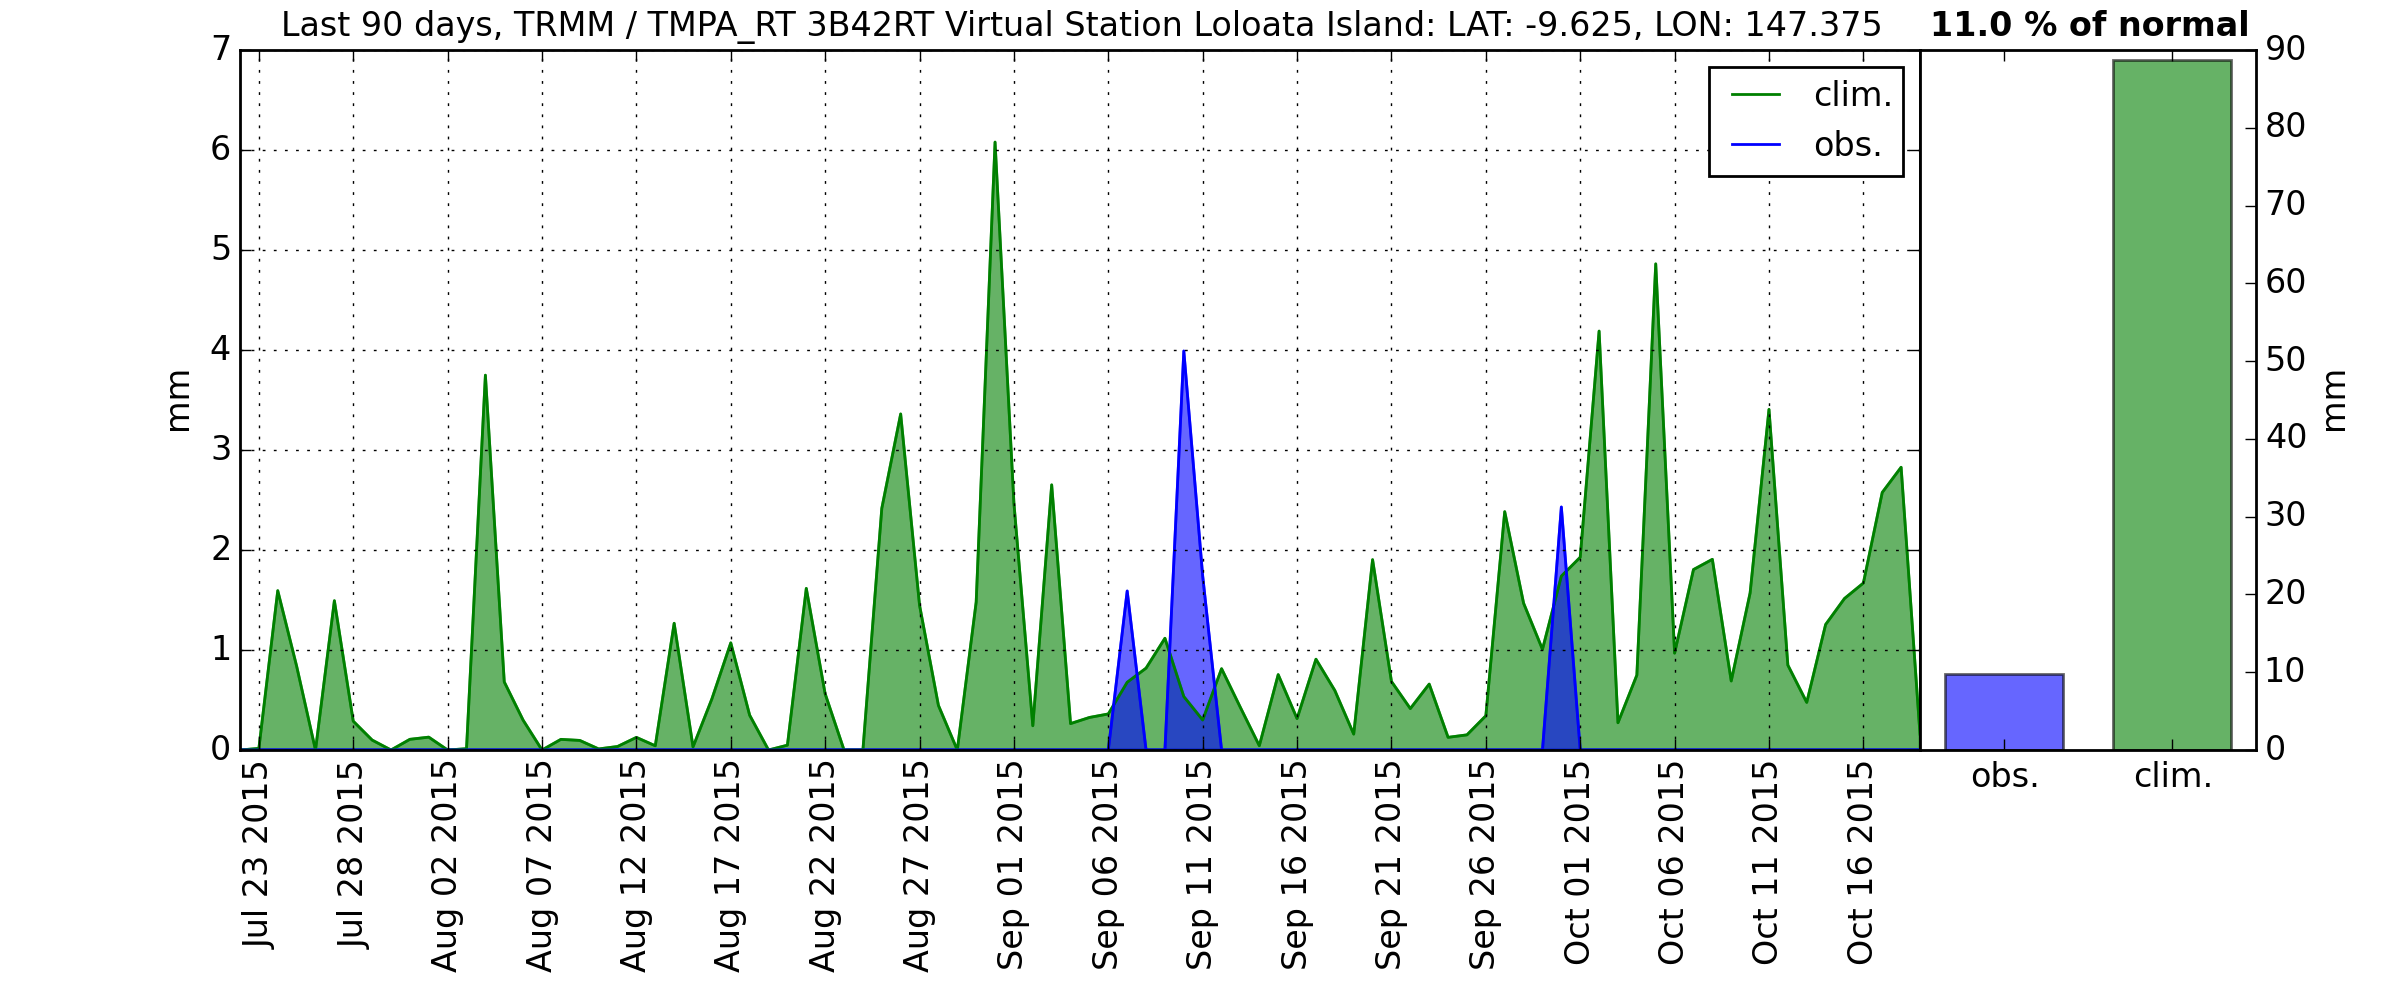 Last 90 days, TRMM / TMPA_RT 3B42RT Virtual Station Loloata Island: LAT: -9.625, LON: 147.375
11.0 % of normal
7
6
5
4
3
2
1
0
mm
clim.
obs.
90
80
70
60
50
40
30
20
10
0
mm
obs.
clim.
Jul 23 2015
Jul 28 2015
Aug 02 2015
Aug 07 2015
Aug 12 2015
Aug 17 2015
Aug 22 2015
Aug 27 2015
Sep 01 2015
Sep 06 2015
Sep 11 2015
Sep 16 2015
Sep 21 2015
Sep 26 2015
Oct 01 2015
Oct 06 2015
Oct 11 2015
Oct 16 2015